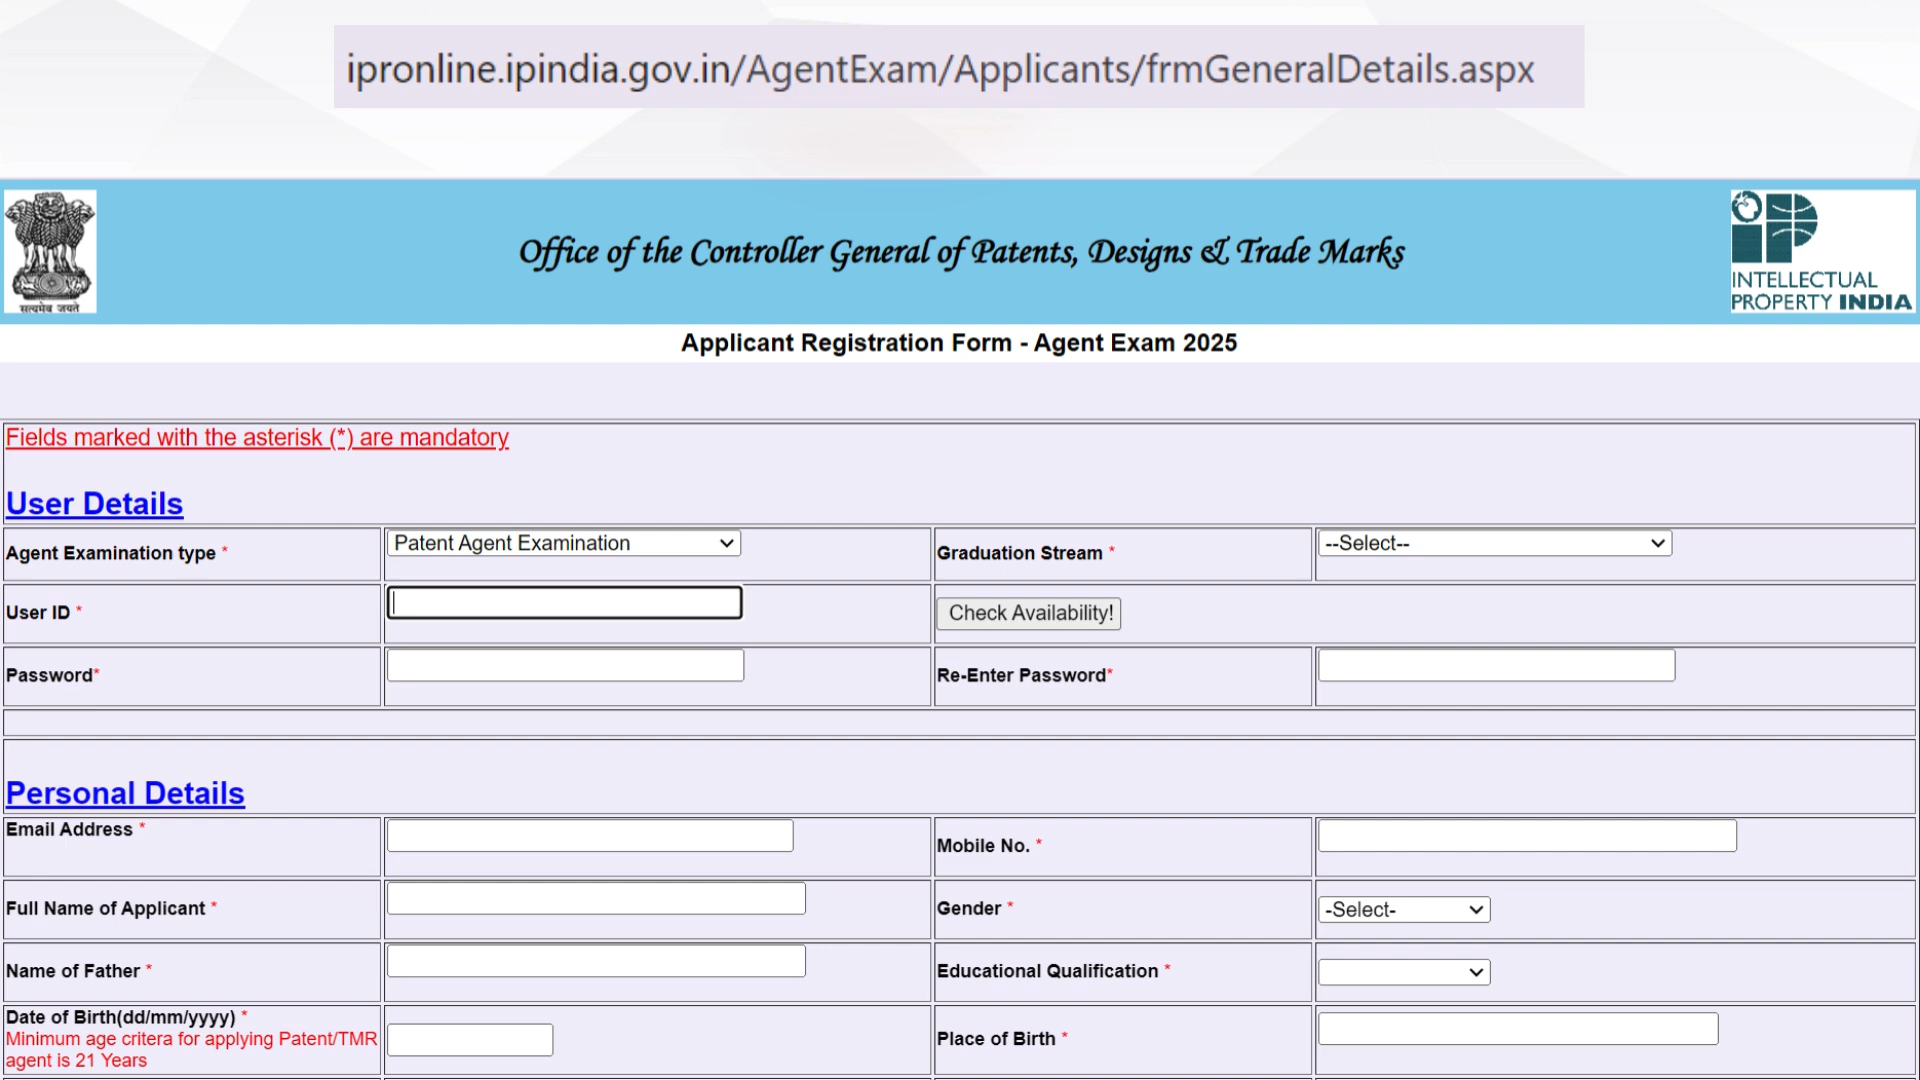 ipronline.ipindia.gov.in/AgentExam/Applicants/frmGeneralDetails.aspx
सत्यमेव जयते
Office of the Controller General of Patents, Designs & Trade Marks
INTELLECTUAL
PROPERTY INDIA
Applicant Registration Form - Agent Exam 2025
Fields marked with the asterisk (*) are mandatory
User Details
Agent Examination type * Patent Agent Examination Graduation Stream * --Select--
User ID * Check Availability!
Password* Re-Enter Password*
Personal Details
Email Address * Mobile No. *
Full Name of Applicant * Gender * -Select-
Name of Father * Educational Qualification *
Date of Birth(dd/mm/yyyy) *
Minimum age critera for applying Patent/TMR
agent is 21 Years
Place of Birth *